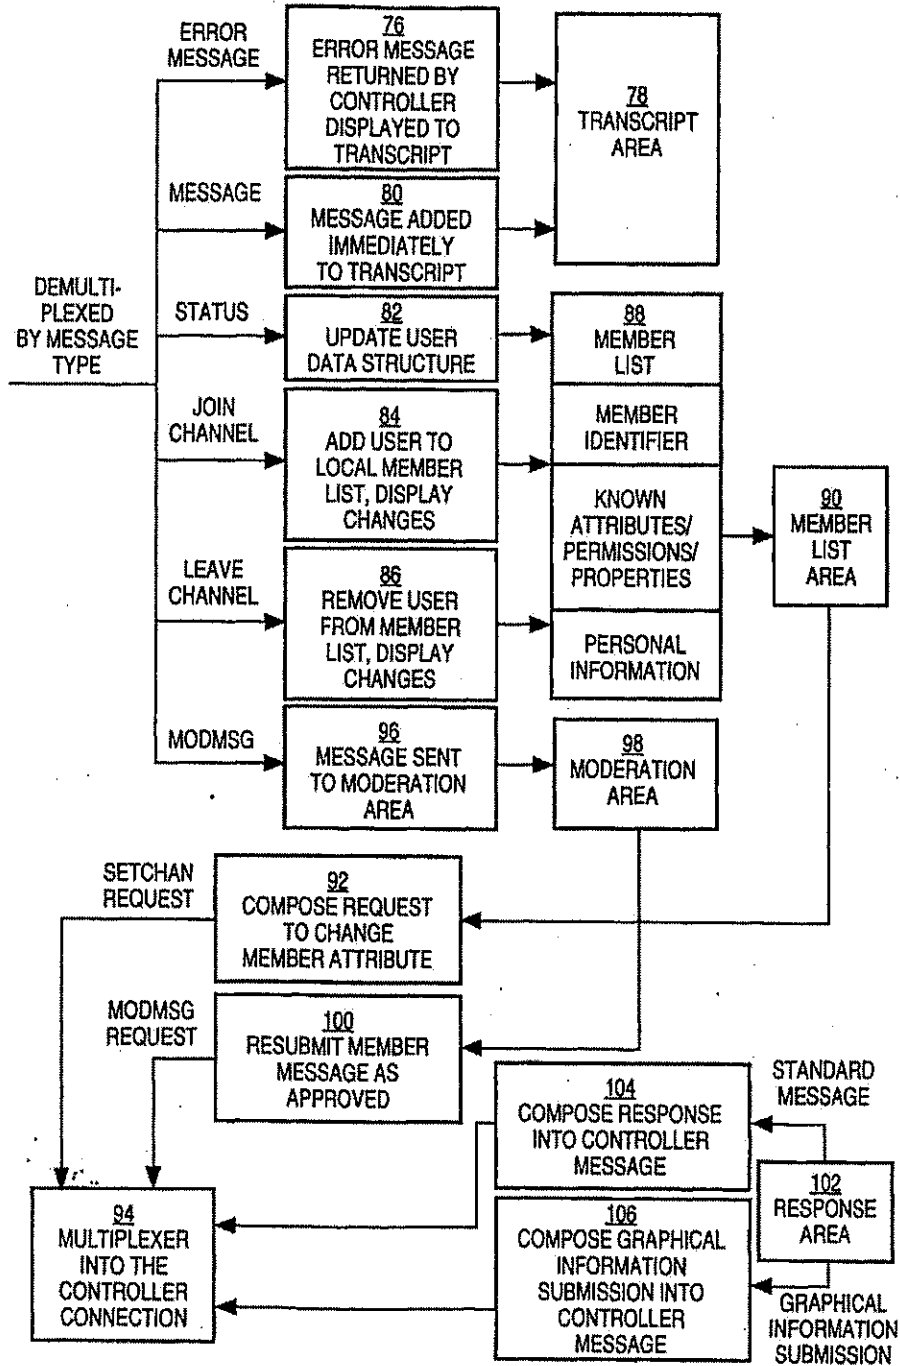 ERROR
MESSAGE
76
ERROR MESSAGE
RETURNED BY
CONTROLLER
DISPLAYED TO
TRANSCRIPT
78
TRANSCRIPT
AREA
MESSAGE
80
MESSAGE ADDED
IMMEDIATELY
TO TRANSCRIPT
DEMULTI-
PLEXED
BY MESSAGE
TYPE
STATUS
82
UPDATE USER
DATA STRUCTURE
88
MEMBER
LIST
JOIN
CHANNEL
84
ADD USER TO
LOCAL MEMBER
LIST, DISPLAY
CHANGES
MEMBER
IDENTIFIER
KNOWN
ATTRIBUTES/
PERMISSIONS/
PROPERTIES
90
MEMBER
LIST
AREA
LEAVE
CHANNEL
86
REMOVE USER
FROM MEMBER
LIST, DISPLAY
CHANGES
PERSONAL
INFORMATION
MODMSG
96
MESSAGE SENT
TO MODERATION
AREA
98
MODERATION
AREA
SETCHAN
REQUEST
92
COMPOSE REQUEST
TO CHANGE
MEMBER ATTRIBUTE
MODMSG
REQUEST
100
RESUBMIT MEMBER
MESSAGE AS
APPROVED
104
COMPOSE RESPONSE
INTO CONTROLLER
MESSAGE
STANDARD
MESSAGE
102
RESPONSE
AREA
94
MULTIPLEXER
INTO THE
CONTROLLER
CONNECTION
106
COMPOSE GRAPHICAL
INFORMATION
SUBMISSION INTO
CONTROLLER
MESSAGE
GRAPHICAL
INFORMATION
SUBMISSION